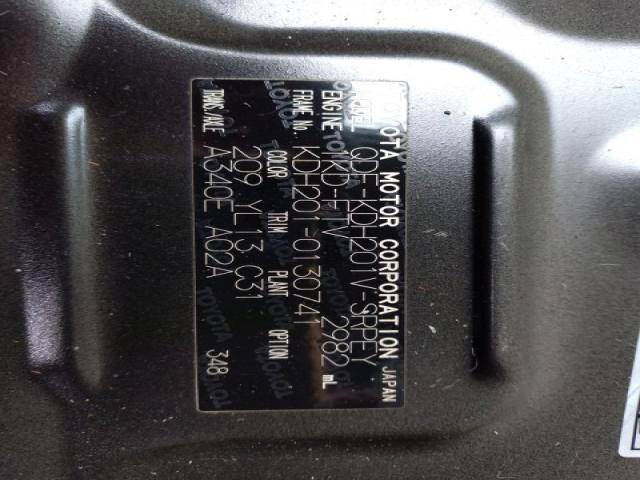 TOYOTA MOTOR CORPORATION JAPAN
MODEL QDF-KDH201V-SRPEY
ENGINE 1KD-FTV 2982 mL
FRAME No. KDH201-0130741
COLOR TRIM PLANT OPTION
209 YL13 C31
TRANS./AXLE A340E A02A 348